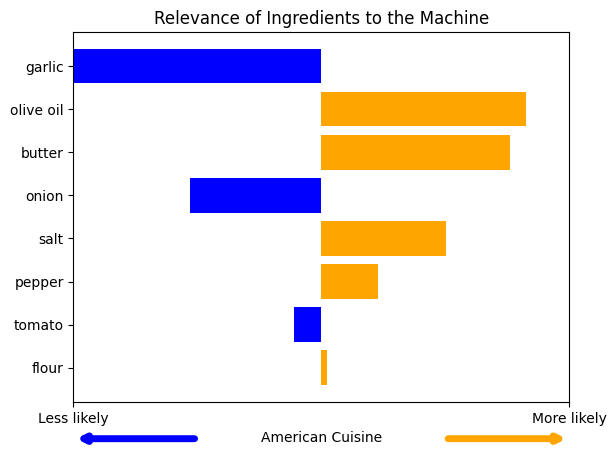 Relevance of Ingredients to the Machine
garlic
olive oil
butter
onion
salt
pepper
tomato
flour
Less likely
More likely
American Cuisine